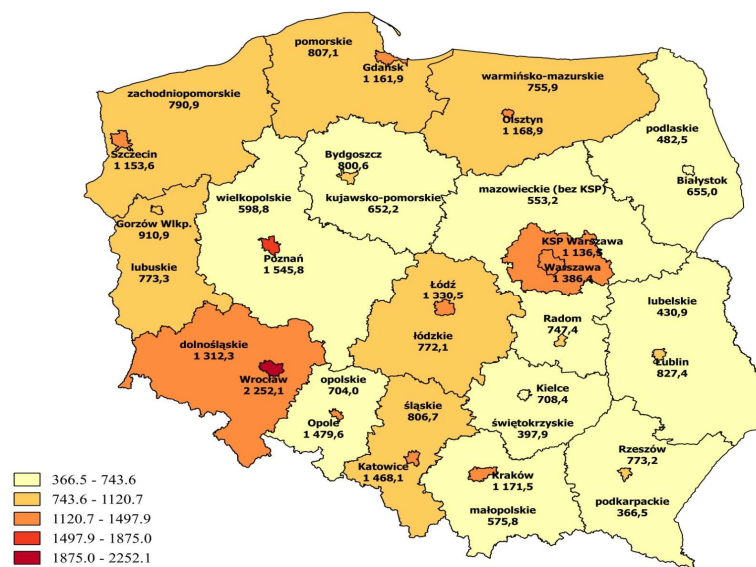 pomorskie
807,1
Gdańsk
1 161,9
warmińsko-mazurskie
755,9
zachodniopomorskie
790,9
Olsztyn
1 168,9
podlaskie
482,5
Szczecin
1 153,6
Bydgoszcz
800,6
Białystok
655,0
wielkopolskie
598,8
kujawsko-pomorskie
652,2
mazowieckie (bez KSP)
553,2
Gorzów Wlkp.
910,9
KSP Warszawa
1 136,5
Poznań
1 545,8
Warszawa
1 386,4
lubuskie
773,3
Łódź
1 330,5
lubelskie
430,9
Radom
747,4
dolnośląskie
1 312,3
łódzkie
772,1
Lublin
827,4
Wrocław
2 252,1
opolskie
704,0
Kielce
708,4
śląskie
806,7
Opole
1 479,6
świętokrzyskie
397,9
Rzeszów
773,2
Katowice
1 468,1
Kraków
1 171,5
podkarpackie
366,5
małopolskie
575,8
366.5 - 743.6
743.6 - 1120.7
1120.7 - 1497.9
1497.9 - 1875.0
1875.0 - 2252.1